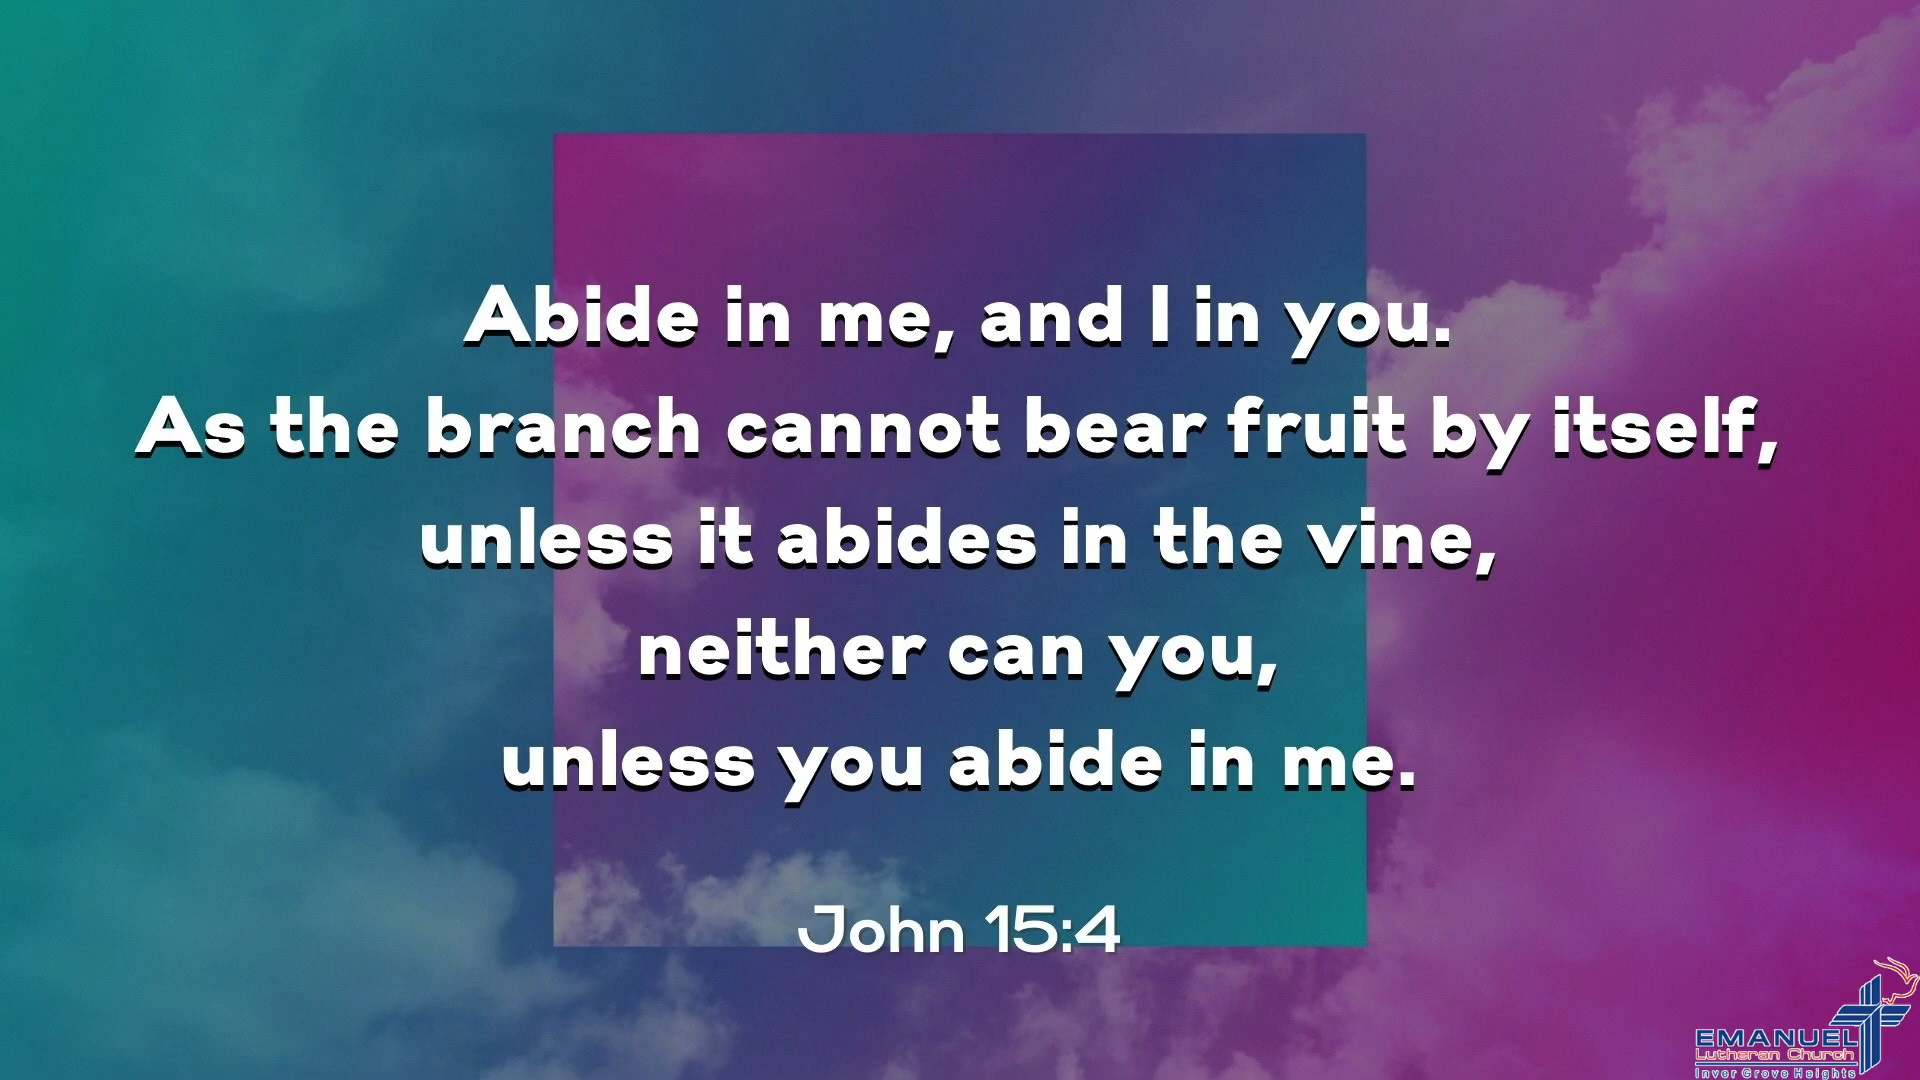 Abide in me, and I in you.
As the branch cannot bear fruit by itself,
unless it abides in the vine,
neither can you,
unless you abide in me.
John 15:4
EMANUEL
Lutheran Church
Inver Grove Heights